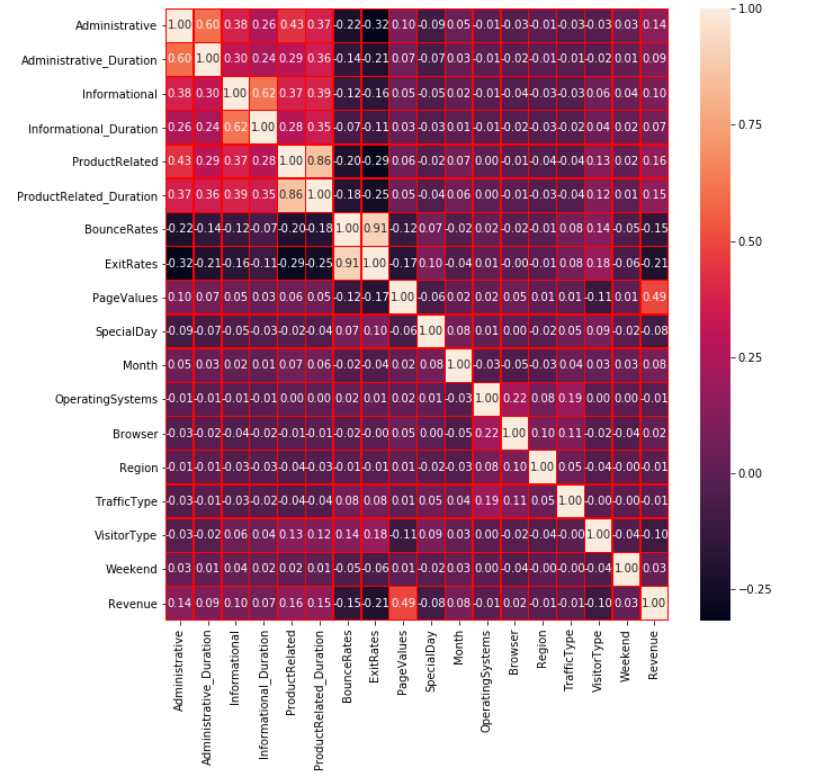 Administrative 1.00 0.60 0.38 0.26 0.43 0.37 -0.22 -0.32 0.10 -0.09 0.05 -0.01 -0.03 -0.01 -0.03 -0.03 0.03 0.14
Administrative_Duration 0.60 1.00 0.30 0.24 0.29 0.36 -0.14 -0.21 0.07 -0.07 0.03 -0.01 -0.02 -0.01 -0.01 -0.02 0.01 0.09
Informational 0.38 0.30 1.00 0.62 0.37 0.39 -0.12 -0.16 0.05 -0.05 0.02 -0.01 -0.04 -0.03 -0.03 0.06 0.04 0.10
Informational_Duration 0.26 0.24 0.62 1.00 0.28 0.35 -0.07 -0.11 0.03 -0.03 0.01 -0.01 -0.02 -0.03 -0.02 0.04 0.02 0.07
ProductRelated 0.43 0.29 0.37 0.28 1.00 0.86 -0.20 -0.29 0.06 -0.02 0.07 0.00 -0.01 -0.04 -0.04 0.13 0.02 0.16
ProductRelated_Duration 0.37 0.36 0.39 0.35 0.86 1.00 -0.18 -0.25 0.05 -0.04 0.06 0.00 -0.01 -0.03 -0.04 0.12 0.01 0.15
BounceRates -0.22 -0.14 -0.12 -0.07 -0.20 -0.18 1.00 0.91 -0.12 0.07 -0.02 0.02 -0.02 -0.01 0.08 0.14 -0.05 -0.15
ExitRates -0.32 -0.21 -0.16 -0.11 -0.29 -0.25 0.91 1.00 -0.17 0.10 -0.04 0.01 -0.00 -0.01 0.08 0.18 -0.06 -0.21
PageValues 0.10 0.07 0.05 0.03 0.06 0.05 -0.12 -0.17 1.00 -0.06 0.02 0.02 0.05 0.01 0.01 -0.11 0.01 0.49
SpecialDay -0.09 -0.07 -0.05 -0.03 -0.02 -0.04 0.07 0.10 -0.06 1.00 0.08 0.01 0.00 -0.02 0.05 0.09 -0.02 -0.08
Month 0.05 0.03 0.02 0.01 0.07 0.06 -0.02 -0.04 0.02 0.08 1.00 -0.03 -0.05 -0.03 0.04 0.03 0.03 0.08
OperatingSystems -0.01 -0.01 -0.01 -0.01 0.00 0.00 0.02 0.01 0.02 0.01 -0.03 1.00 0.22 0.08 0.19 0.00 0.00 -0.01
Browser -0.03 -0.02 -0.04 -0.02 -0.01 -0.01 -0.02 -0.00 0.05 0.00 -0.05 0.22 1.00 0.10 0.11 -0.02 -0.04 0.02
Region -0.01 -0.01 -0.03 -0.03 -0.04 -0.03 -0.01 -0.01 0.01 -0.02 -0.03 0.08 0.10 1.00 0.05 -0.04 -0.00 -0.01
TrafficType -0.03 -0.01 -0.03 -0.02 -0.04 -0.04 0.08 0.08 0.01 0.05 0.04 0.19 0.11 0.05 1.00 -0.00 -0.00 -0.01
VisitorType -0.03 -0.02 0.06 0.04 0.13 0.12 0.14 0.18 -0.11 0.09 0.03 0.00 -0.02 -0.04 -0.00 1.00 -0.04 -0.10
Weekend 0.03 0.01 0.04 0.02 0.02 0.01 -0.05 -0.06 0.01 -0.02 0.03 0.00 -0.04 -0.00 -0.00 -0.04 1.00 0.03
Revenue 0.14 0.09 0.10 0.07 0.16 0.15 -0.15 -0.21 0.49 -0.08 0.08 -0.01 0.02 -0.01 -0.01 -0.10 0.03 1.00
Administrative
Administrative_Duration
Informational
Informational_Duration
ProductRelated
ProductRelated_Duration
BounceRates
ExitRates
PageValues
SpecialDay
Month
OperatingSystems
Browser
Region
TrafficType
VisitorType
Weekend
Revenue
1.00
0.75
0.50
0.25
0.00
−0.25